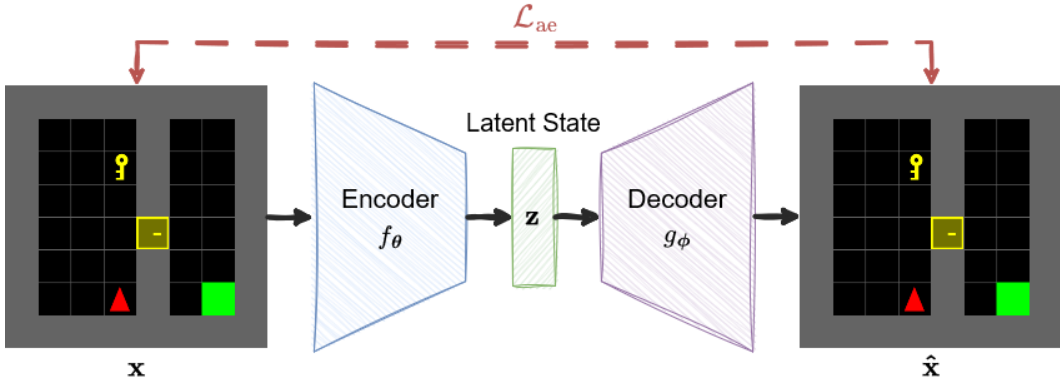 ℒae
Latent State
Encoder
fθ
z
Decoder
gϕ
x
x̂